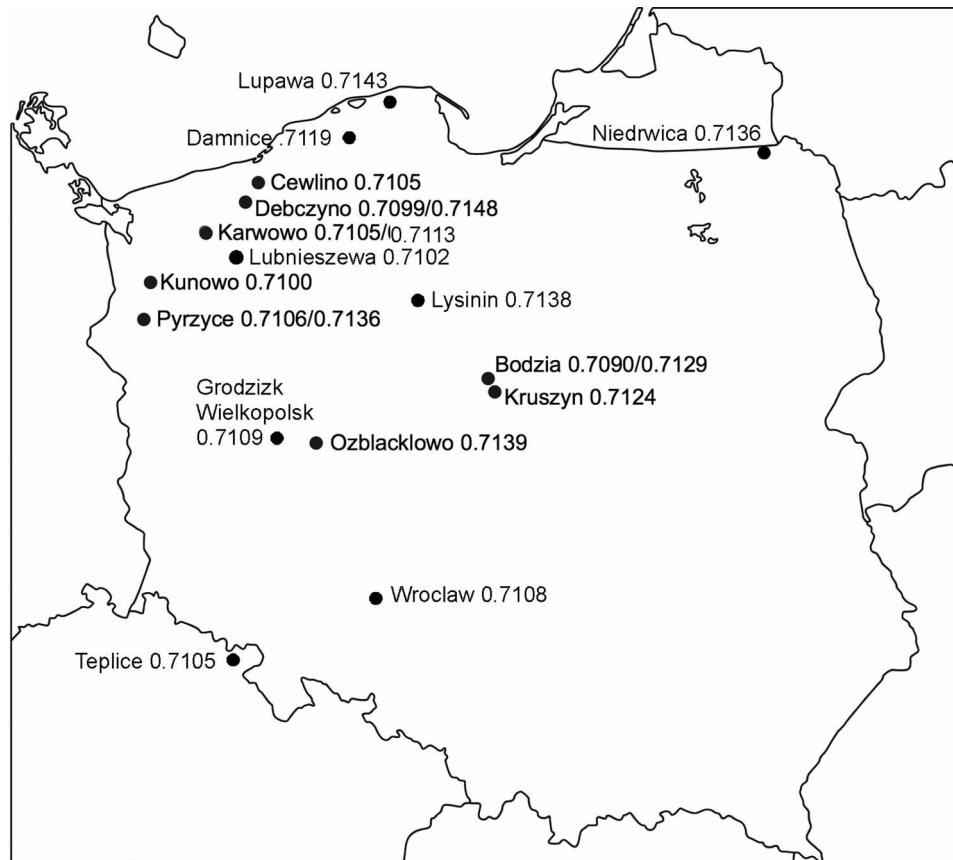 Lupawa 0.7143
Damnice .7119
Niedrwica 0.7136
Cewlino 0.7105
Debczyno 0.7099/0.7148
Karwowo 0.7105/0.7113
Lubnieszewa 0.7102
Kunowo 0.7100
Lysinin 0.7138
Pyrzyce 0.7106/0.7136
Bodzia 0.7090/0.7129
Kruszyn 0.7124
Grodzizk
Wielkopolsk
0.7109
Ozblacklowo 0.7139
Wroclaw 0.7108
Teplice 0.7105